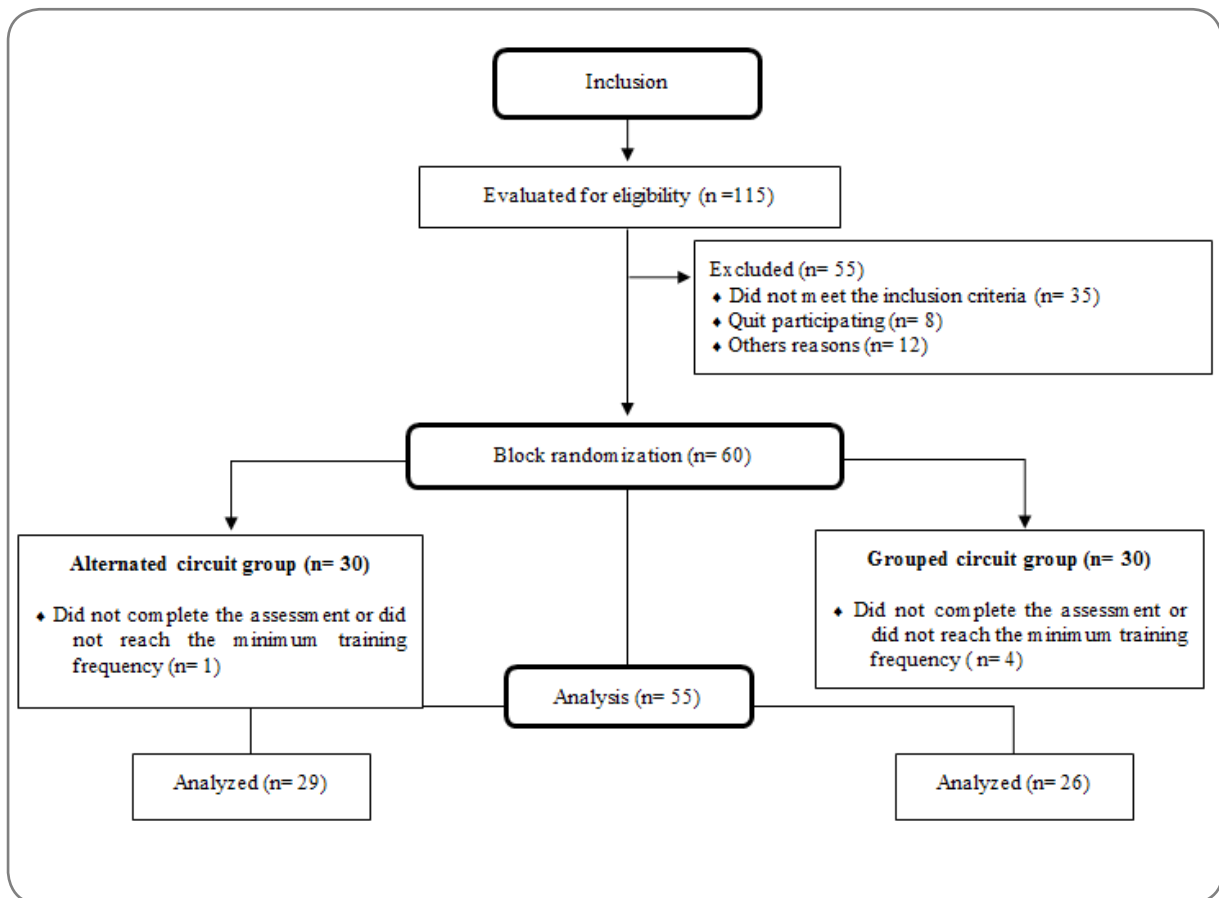 Inclusion
Evaluated for eligibility (n =115)
Excluded (n= 55)
♦ Did not meet the inclusion criteria (n= 35)
♦ Quit participating (n= 8)
♦ Others reasons (n= 12)
Block randomization (n= 60)
Alternated circuit group (n= 30)
♦ Did not complete the assessment or did
not reach the minimum training
frequency (n= 1)
Grouped circuit group (n= 30)
♦ Did not complete the assessment or
did not reach the minimum training
frequency ( n= 4)
Analysis (n= 55)
Analyzed (n= 29)
Analyzed (n= 26)